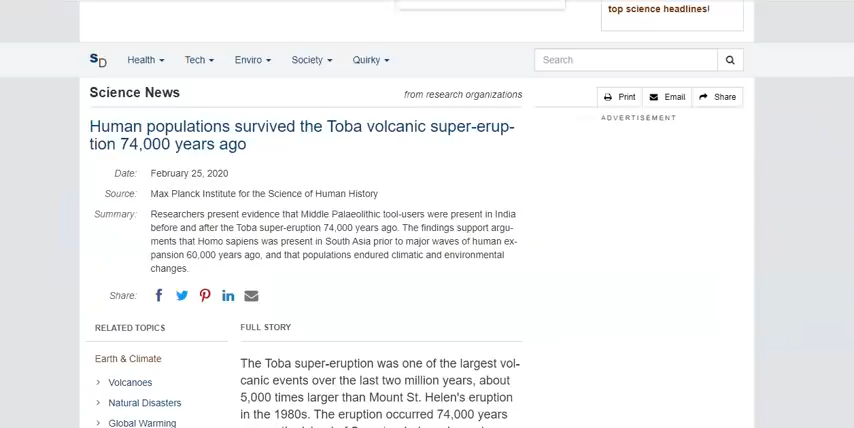 top science headlines!
SD
Health Tech Enviro Society Quirky
Search
Science News
from research organizations
Print Email Share
ADVERTISEMENT
Human populations survived the Toba volcanic super-erup-
tion 74,000 years ago
Date: February 25, 2020
Source: Max Planck Institute for the Science of Human History
Summary: Researchers present evidence that Middle Palaeolithic tool-users were present in India
before and after the Toba super-eruption 74,000 years ago. The findings support argu-
ments that Homo sapiens was present in South Asia prior to major waves of human ex-
pansion 60,000 years ago, and that populations endured climatic and environmental
changes.
Share:
RELATED TOPICS
Earth & Climate
Volcanoes
Natural Disasters
Global Warming
FULL STORY
The Toba super-eruption was one of the largest vol-
canic events over the last two million years, about
5,000 times larger than Mount St. Helen's eruption
in the 1980s. The eruption occurred 74,000 years